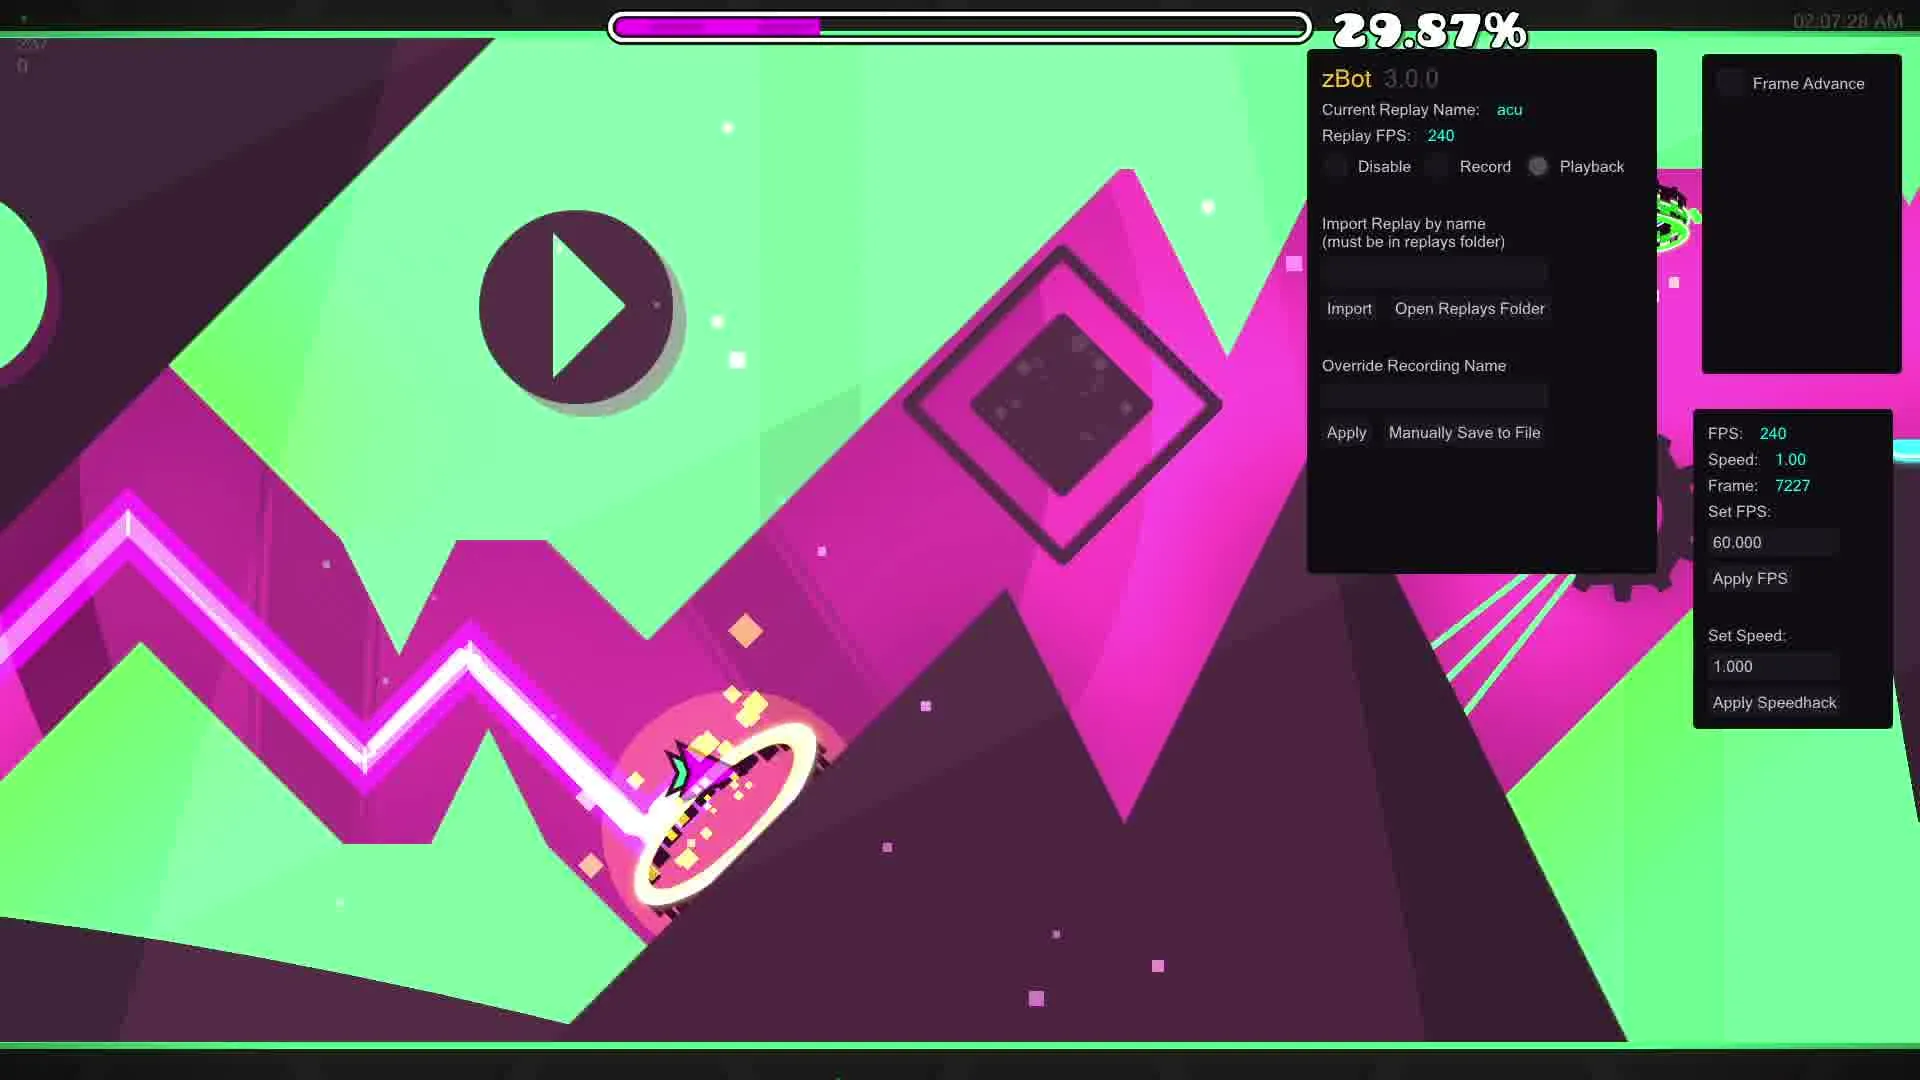 29.87%
02:07:28 AM
0
zBot 3.0.0
Current Replay Name: acu
Replay FPS: 240
Disable Record Playback
Import Replay by name
(must be in replays folder)
Import Open Replays Folder
Override Recording Name
Apply Manually Save to File
Frame Advance
FPS: 240
Speed: 1.00
Frame: 7227
Set FPS:
60.000
Apply FPS
Set Speed:
1.000
Apply Speedhack